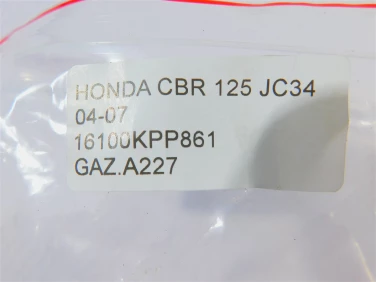 HONDA CBR 125 JC34
04-07
16100KPP861
GAZ.A227